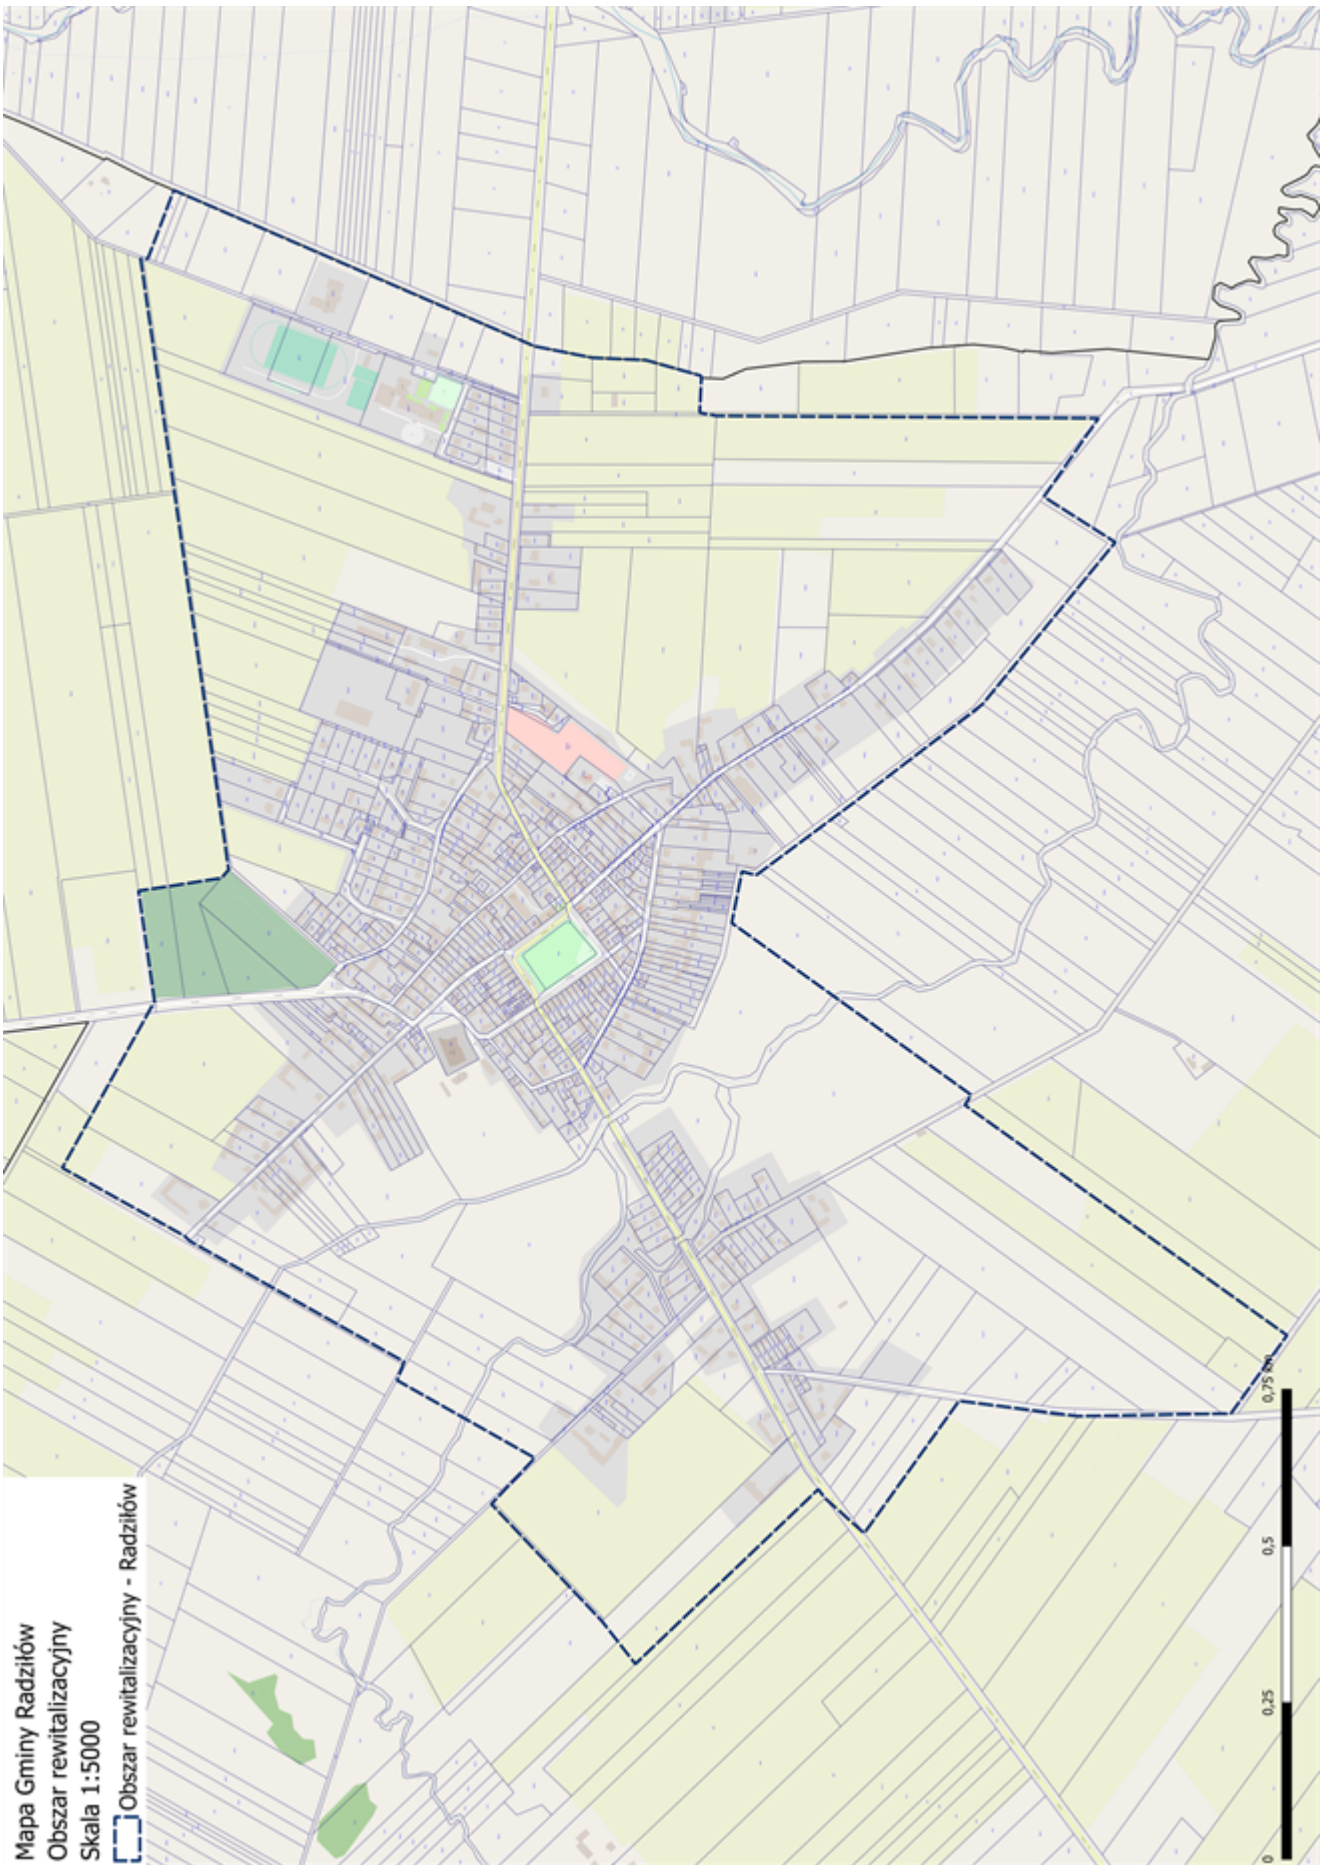 Mapa Gminy Radziłów
Obszar rewitalizacyjny
Skala 1:5000
Obszar rewitalizacyjny - Radziłów
0
0,25
0,5
0,75 km